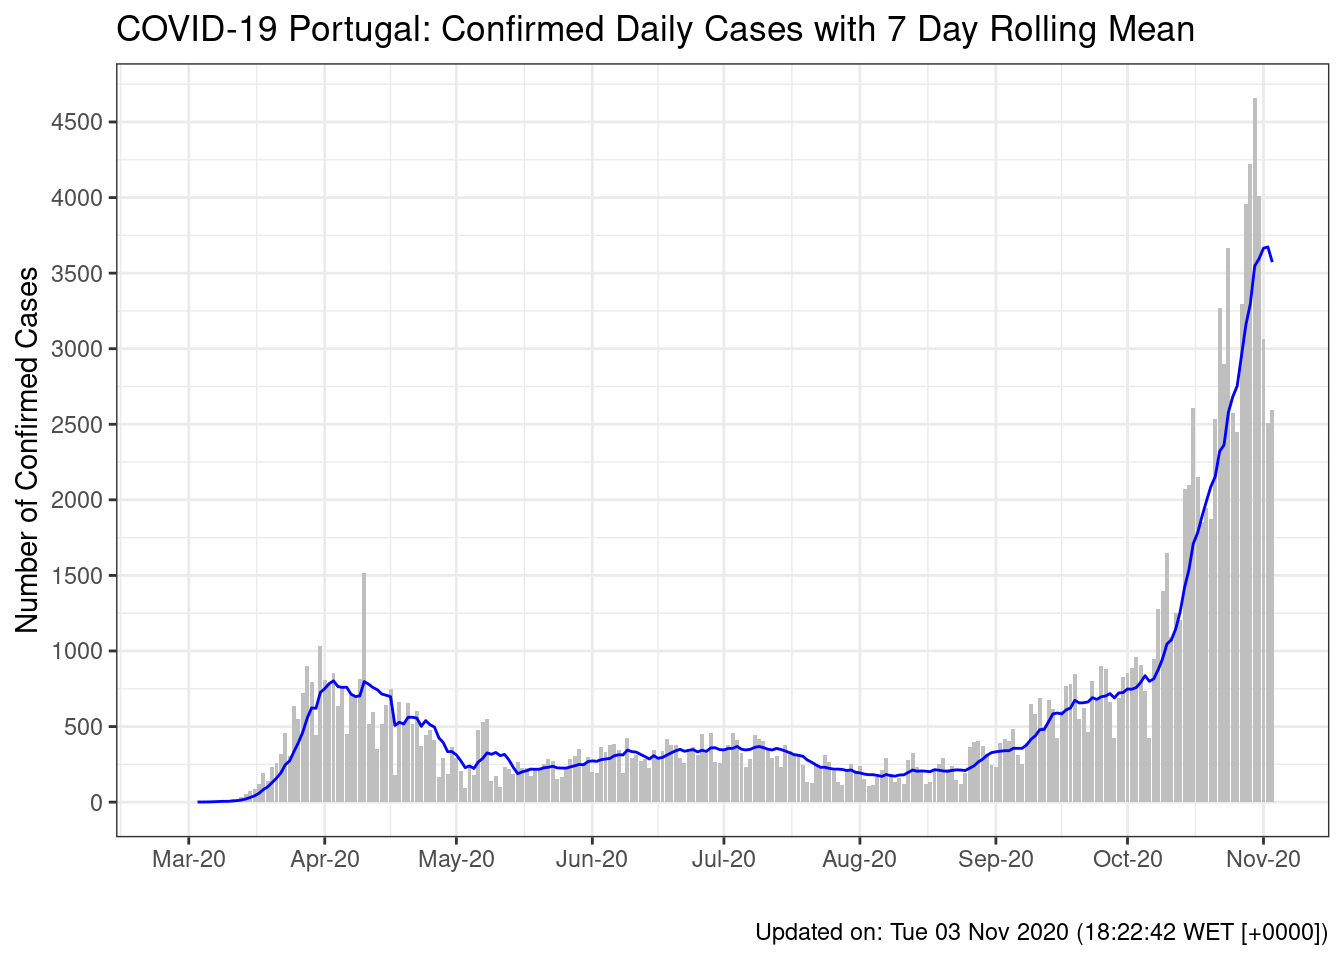 COVID-19 Portugal: Confirmed Daily Cases with 7 Day Rolling Mean
Number of Confirmed Cases
4500
4000
3500
3000
2500
2000
1500
1000
500
0
Mar-20 Apr-20 May-20 Jun-20 Jul-20 Aug-20 Sep-20 Oct-20 Nov-20
Updated on: Tue 03 Nov 2020 (18:22:42 WET [+0000])